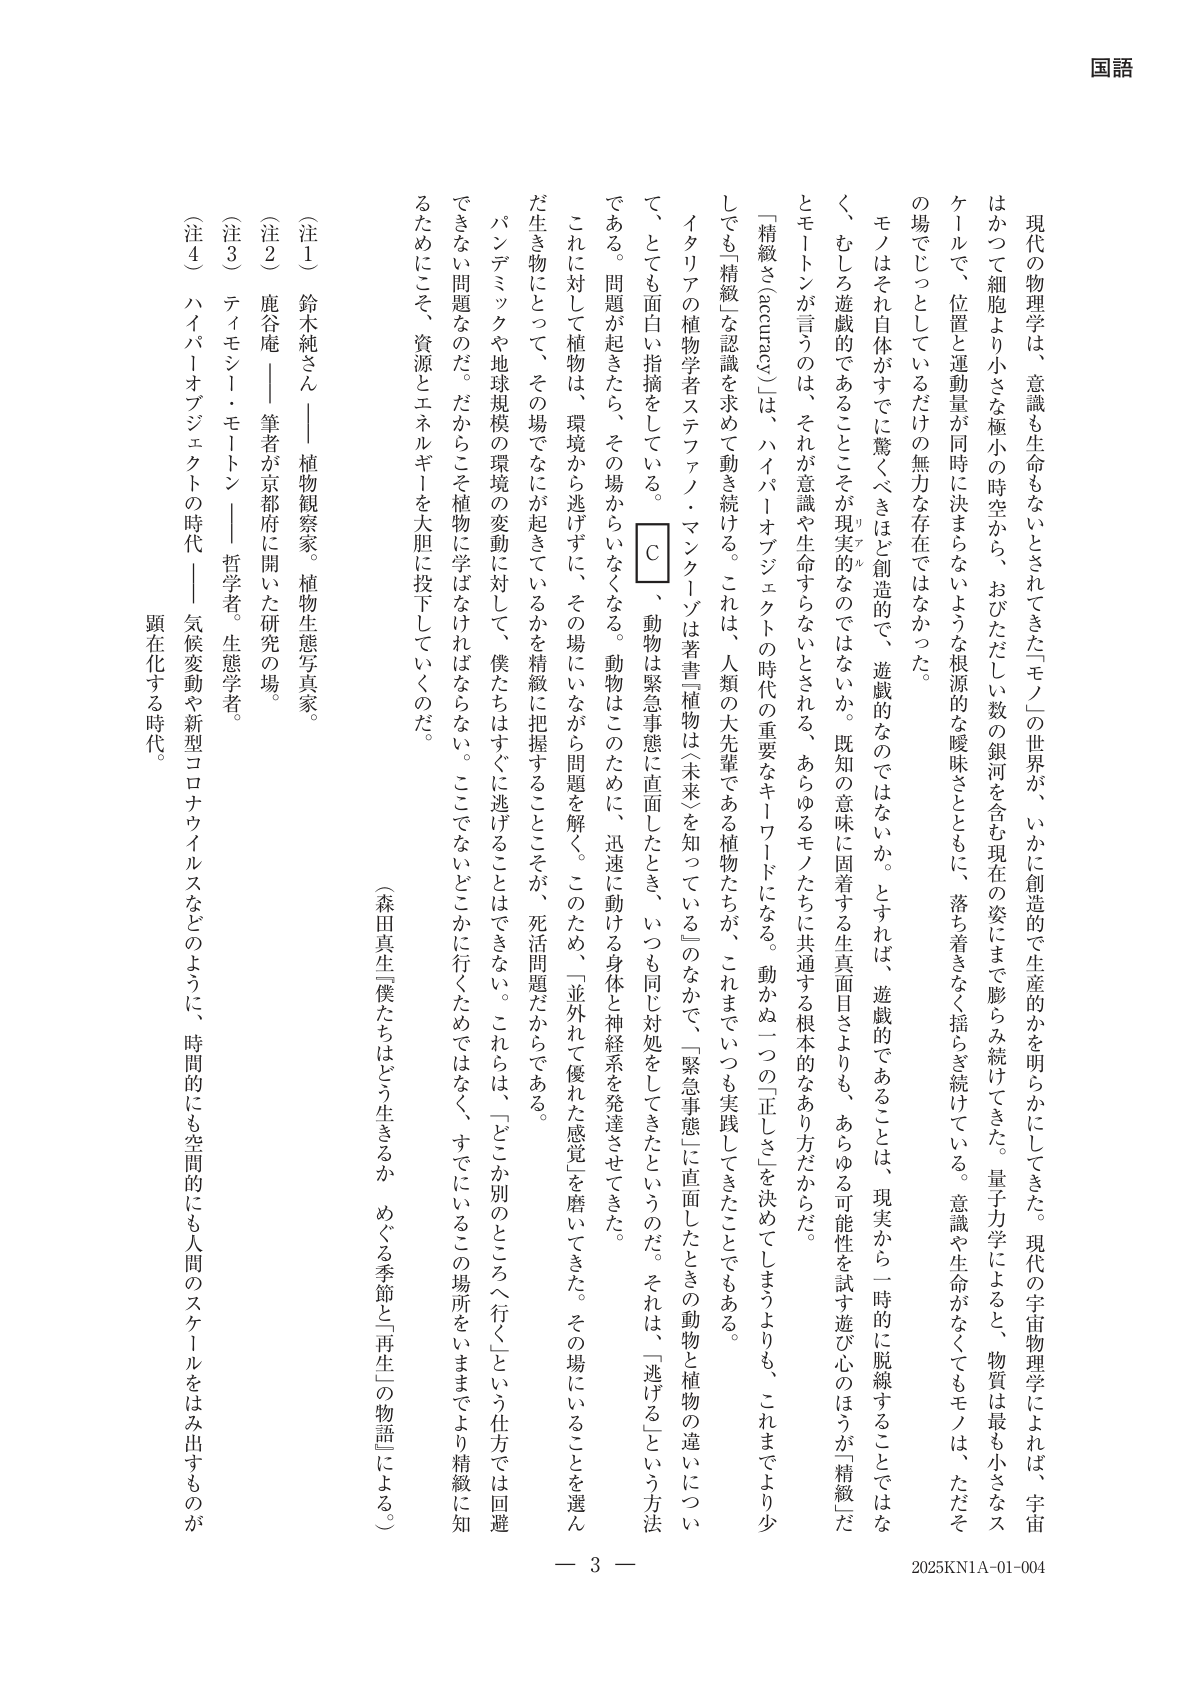 国語
現代の物理学は、意識も生命もないとされてきた「モノ」の世界が、いかに創造的で生産的かを明らかにしてきた。現代の宇宙物理学によれば、宇宙
はかつて細胞より小さな極小の時空から、おびただしい数の銀河を含む現在の姿にまで膨らみ続けてきた。量子力学によると、物質は最も小さなス
ケールで、位置と運動量が同時に決まらないような根源的な曖昧さとともに、落ち着きなく揺らぎ続けている。意識や生命がなくてもモノは、ただそ
の場でじっとしているだけの無力な存在ではなかった。
モノはそれ自体がすでに驚くべきほど創造的で、遊戯的なのではないか。とすれば、遊戯的であることは、現実から一時的に脱線することではな
く、むしろ遊戯的であることこそが現実的なのではないか。既知の意味に固着する生真面目さよりも、あらゆる可能性を試す遊び心のほうが「精緻」だ
リアル
とモートンが言うのは、それが意識や生命すらないとされる、あらゆるモノたちに共通する根本的なあり方だからだ。
「精緻さ(accuracy)」は、ハイパーオブジェクトの時代の重要なキーワードになる。動かぬ一つの「正しさ」を決めてしまうよりも、これまでより少
しでも「精緻」な認識を求めて動き続ける。これは、人類の大先輩である植物たちが、これまでいつも実践してきたことでもある。
イタリアの植物学者ステファノ・マンクーゾは著書『植物は〈未来〉を知っている』のなかで、「緊急事態」に直面したときの動物と植物の違いについ
て、とても面白い指摘をしている。 C 、動物は緊急事態に直面したとき、いつも同じ対処をしてきたというのだ。それは、「逃げる」という方法
である。問題が起きたら、その場からいなくなる。動物はこのために、迅速に動ける身体と神経系を発達させてきた。
これに対して植物は、環境から逃げずに、その場にいながら問題を解く。このため、「並外れて優れた感覚」を磨いてきた。その場にいることを選ん
だ生き物にとって、その場でなにが起きているかを精緻に把握することこそが、死活問題だからである。
パンデミックや地球規模の環境の変動に対して、僕たちはすぐに逃げることはできない。これらは、「どこか別のところへ行く」という仕方では回避
できない問題なのだ。だからこそ植物に学ばなければならない。ここでないどこかに行くためではなく、すでにいるこの場所をいままでより精緻に知
るためにこそ、資源とエネルギーを大胆に投下していくのだ。
(森田真生『僕たちはどう生きるか めぐる季節と「再生」の物語』による。)
(注1) 鈴木純さん —— 植物観察家。植物生態写真家。
(注2) 鹿谷庵 —— 筆者が京都府に開いた研究の場。
(注3) ティモシー・モートン —— 哲学者。生態学者。
(注4) ハイパーオブジェクトの時代 —— 気候変動や新型コロナウイルスなどのように、時間的にも空間的にも人間のスケールをはみ出すものが
顕在化する時代。
— 3 —
2025KN1A-01-004